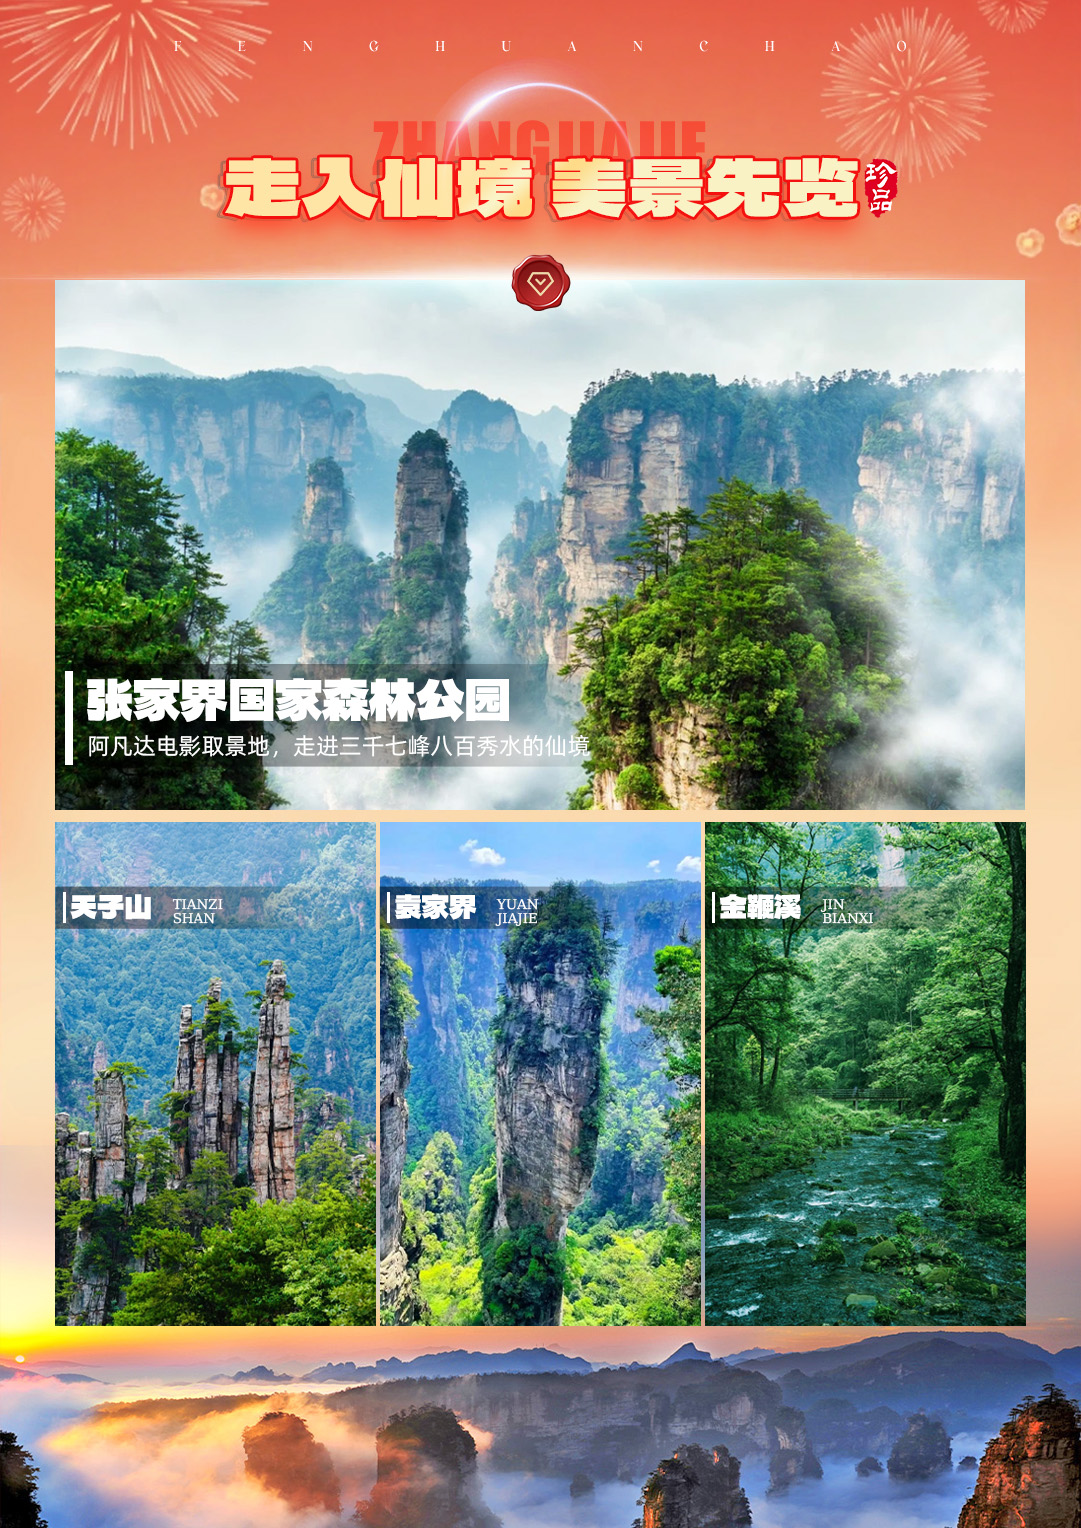 F E N G H U A N C H A O
ZHANGJIAJIE
走入仙境 美景先览
珍品
张家界国家森林公园
阿凡达电影取景地，走进三千七峰八百秀水的仙境
天子山
TIANZI
SHAN
袁家界
YUAN
JIAJIE
金鞭溪
JIN
BIANXI